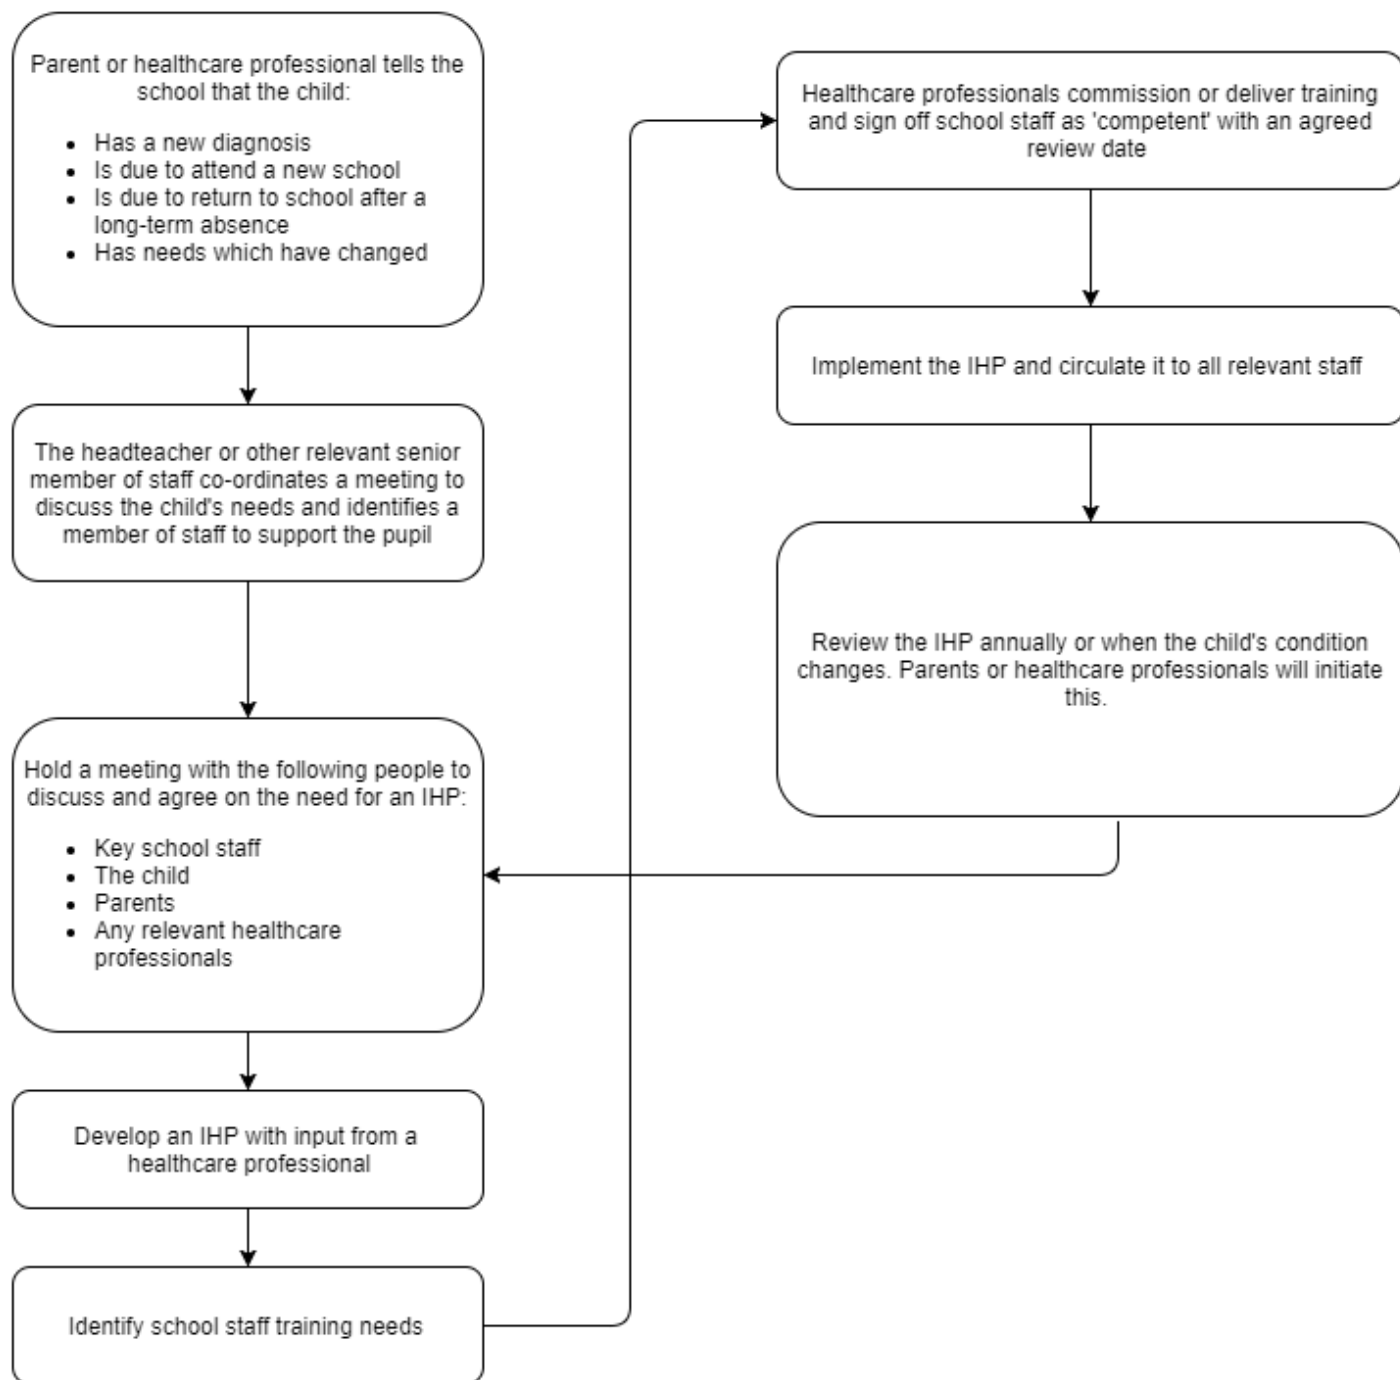 Parent or healthcare professional tells the
school that the child:
• Has a new diagnosis
• Is due to attend a new school
• Is due to return to school after a
long-term absence
• Has needs which have changed
The headteacher or other relevant senior
member of staff co-ordinates a meeting to
discuss the child's needs and identifies a
member of staff to support the pupil
Hold a meeting with the following people to
discuss and agree on the need for an IHP:
• Key school staff
• The child
• Parents
• Any relevant healthcare
professionals
Develop an IHP with input from a
healthcare professional
Identify school staff training needs
Healthcare professionals commission or deliver training
and sign off school staff as 'competent' with an agreed
review date
Implement the IHP and circulate it to all relevant staff
Review the IHP annually or when the child's condition
changes. Parents or healthcare professionals will initiate
this.